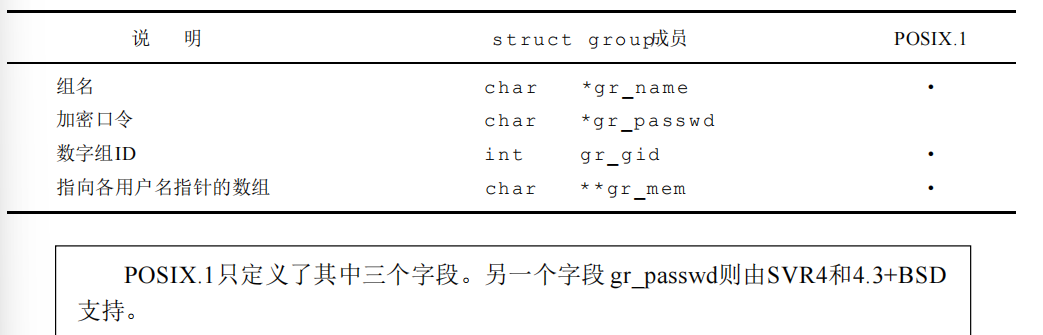 说 明 struct group成员 POSIX.1
组名 char *gr_name •
加密口令 char *gr_passwd
数字组ID int gr_gid •
指向各用户名指针的数组 char **gr_mem •
POSIX.1只定义了其中三个字段。另一个字段 gr_passwd则由SVR4和4.3+BSD
支持。